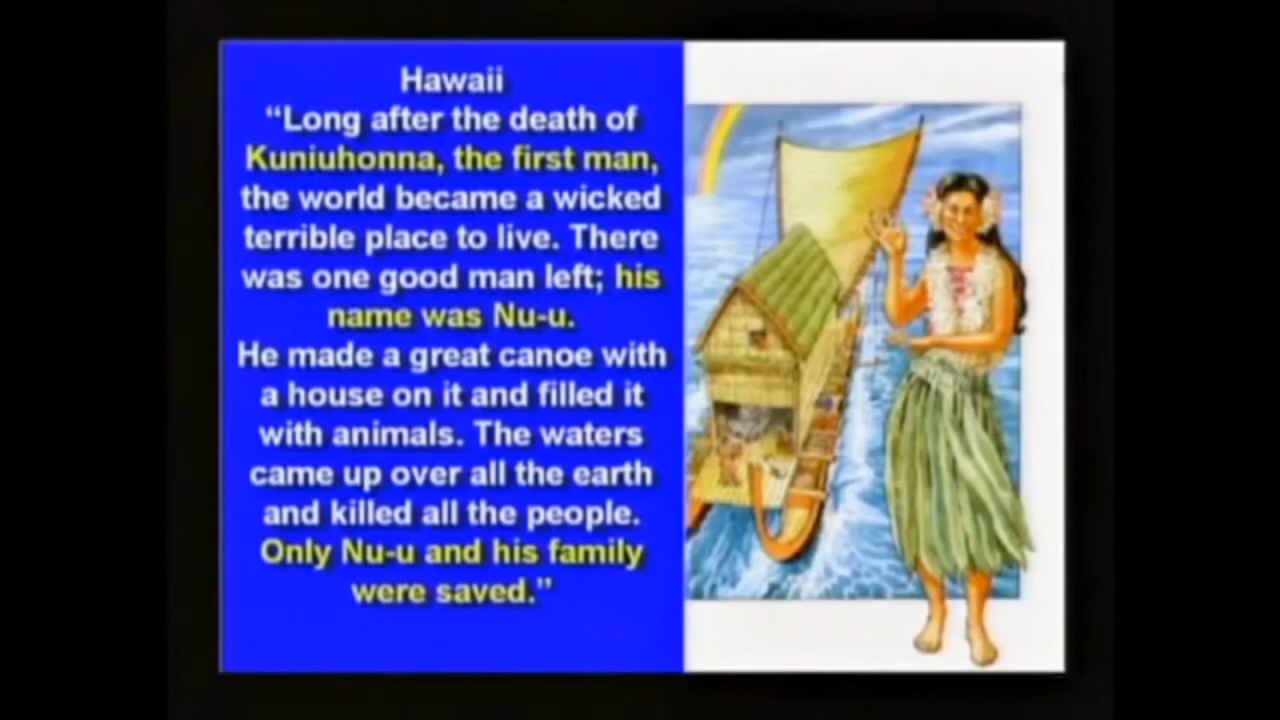 Hawaii
“Long after the death of
Kuniuhonna, the first man,
the world became a wicked
terrible place to live. There
was one good man left; his
name was Nu-u.
He made a great canoe with
a house on it and filled it
with animals. The waters
came up over all the earth
and killed all the people.
Only Nu-u and his family
were saved.”